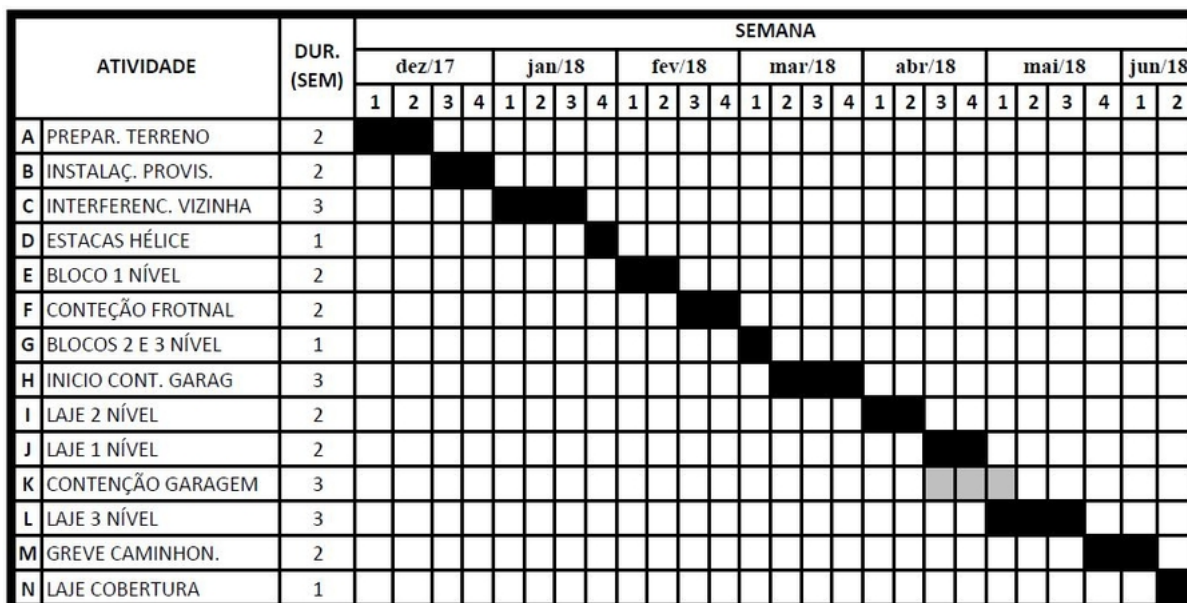 SEMANA
ATIVIDADE DUR. (SEM) dez/17 jan/18 fev/18 mar/18 abr/18 mai/18 jun/18
1 2 3 4 1 2 3 4 1 2 3 4 1 2 3 4 1 2 3 4 1 2 3 4 1 2
A PREPAR. TERRENO 2
B INSTALAÇ. PROVIS. 2
C INTERFERENC. VIZINHA 3
D ESTACAS HÉLICE 1
E BLOCO 1 NÍVEL 2
F CONTEÇÃO FROTNAL 2
G BLOCOS 2 E 3 NÍVEL 1
H INICIO CONT. GARAG 3
I LAJE 2 NÍVEL 2
J LAJE 1 NÍVEL 2
K CONTENÇÃO GARAGEM 3
L LAJE 3 NÍVEL 3
M GREVE CAMINHON. 2
N LAJE COBERTURA 1